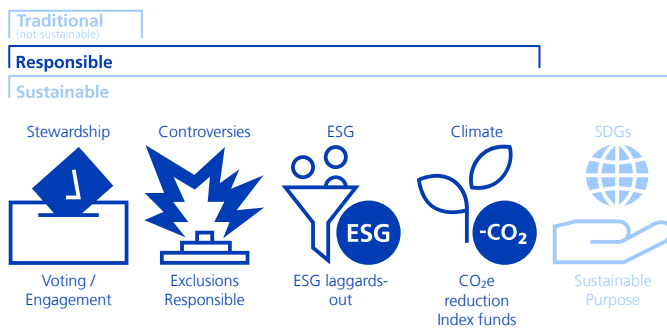 Traditional
(not sustainable)
Responsible
Sustainable
Stewardship
Controversies
ESG
Climate
SDGs
ESG
-CO₂
Voting /
Engagement
Exclusions
Responsible
ESG laggards-
out
CO₂e
reduction
Index funds
Sustainable
Purpose